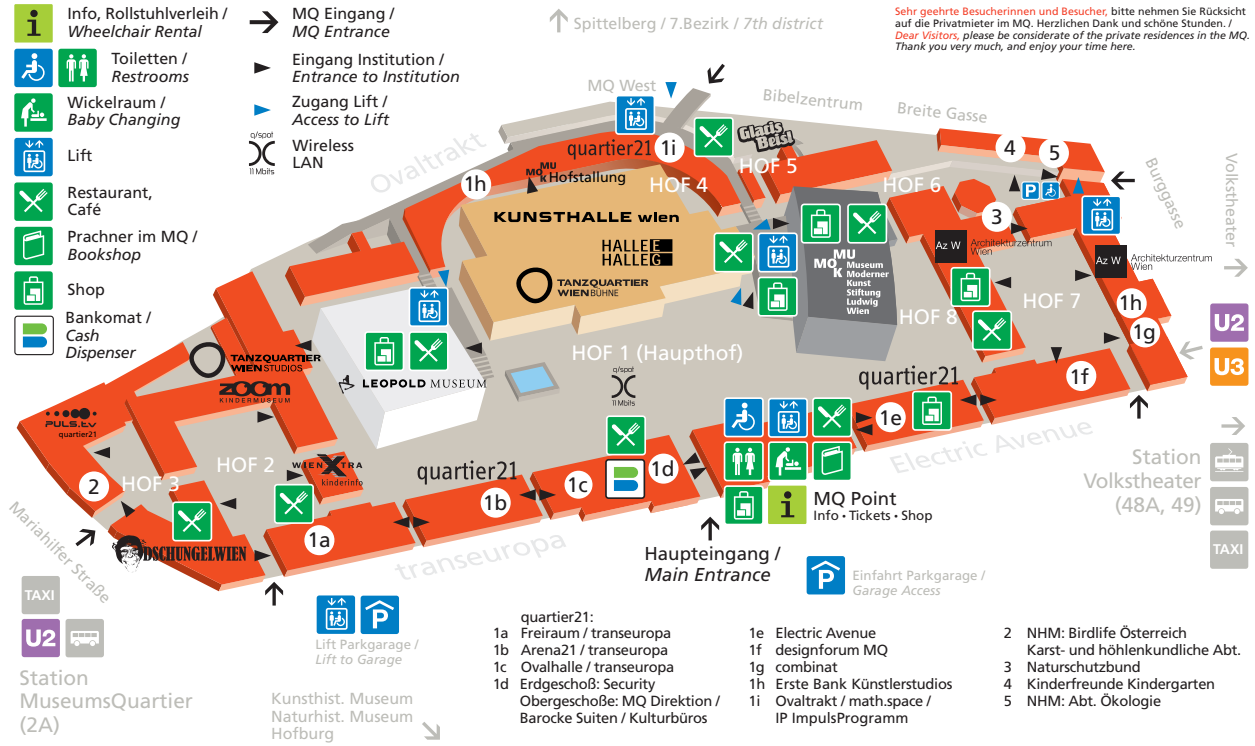 Info, Rollstuhlverleih /
Wheelchair Rental
Toiletten /
Restrooms
Wickelraum /
Baby Changing
Lift
Restaurant,
Café
Prachner im MQ /
Bookshop
Shop
Bankomat /
Cash
Dispenser
MQ Eingang /
MQ Entrance
Eingang Institution /
Entrance to Institution
Zugang Lift /
Access to Lift
q/spot
11 Mbits
Wireless
LAN
Spittelberg / 7.Bezirk / 7th district
Sehr geehrte Besucherinnen und Besucher, bitte nehmen Sie Rücksicht
auf die Privatmieter im MQ. Herzlichen Dank und schöne Stunden. /
Dear Visitors, please be considerate of the private residences in the MQ.
Thank you very much, and enjoy your time here.
MQ West
Bibelzentrum
Breite Gasse
Burggasse
Volkstheater
Ovaltrakt
quartier21
1i
1h
MUMOK Hofstallung
HOF 4
Glacis
Beisl
HOF 5
HOF 6
4
5
P
3
Az W
Architekturzentrum
Wien
Az W
Architekturzentrum
Wien
KUNSTHALLE wien
HALLE E
HALLE G
TANZQUARTIER
WIEN BÜHNE
MUMOK
Museum
Moderner
Kunst
Stiftung
Ludwig
Wien
HOF 7
HOF 8
1h
1g
U2
U3
HOF 1 (Haupthof)
q/spot
11 Mbits
LEOPOLD MUSEUM
TANZQUARTIER
WIEN STUDIOS
zoom
KINDERMUSEUM
PULS.tv
quartier21
HOF 2
WIENXTRA
kinderinfo
HOF 3
2
DSCHUNGELWIEN
quartier21
1a
1b
1c
1d
quartier21
1e
1f
Electric Avenue
transeuropa
MQ Point
Info • Tickets • Shop
Haupteingang /
Main Entrance
P
Einfahrt Parkgarage /
Garage Access
Station
Volkstheater
(48A, 49)
TAXI
Mariahilfer Straße
TAXI
U2
Station
MuseumsQuartier
(2A)
P
Lift Parkgarage /
Lift to Garage
Kunsthist. Museum
Naturhist. Museum
Hofburg
quartier21:
1a Freiraum / transeuropa
1b Arena21 / transeuropa
1c Ovalhalle / transeuropa
1d Erdgeschoß: Security
Obergeschoße: MQ Direktion /
Barocke Suiten / Kulturbüros
1e Electric Avenue
1f designforum MQ
1g combinat
1h Erste Bank Künstlerstudios
1i Ovaltrakt / math.space /
IP ImpulsProgramm
2 NHM: Birdlife Österreich
Karst- und höhlenkundliche Abt.
3 Naturschutzbund
4 Kinderfreunde Kindergarten
5 NHM: Abt. Ökologie